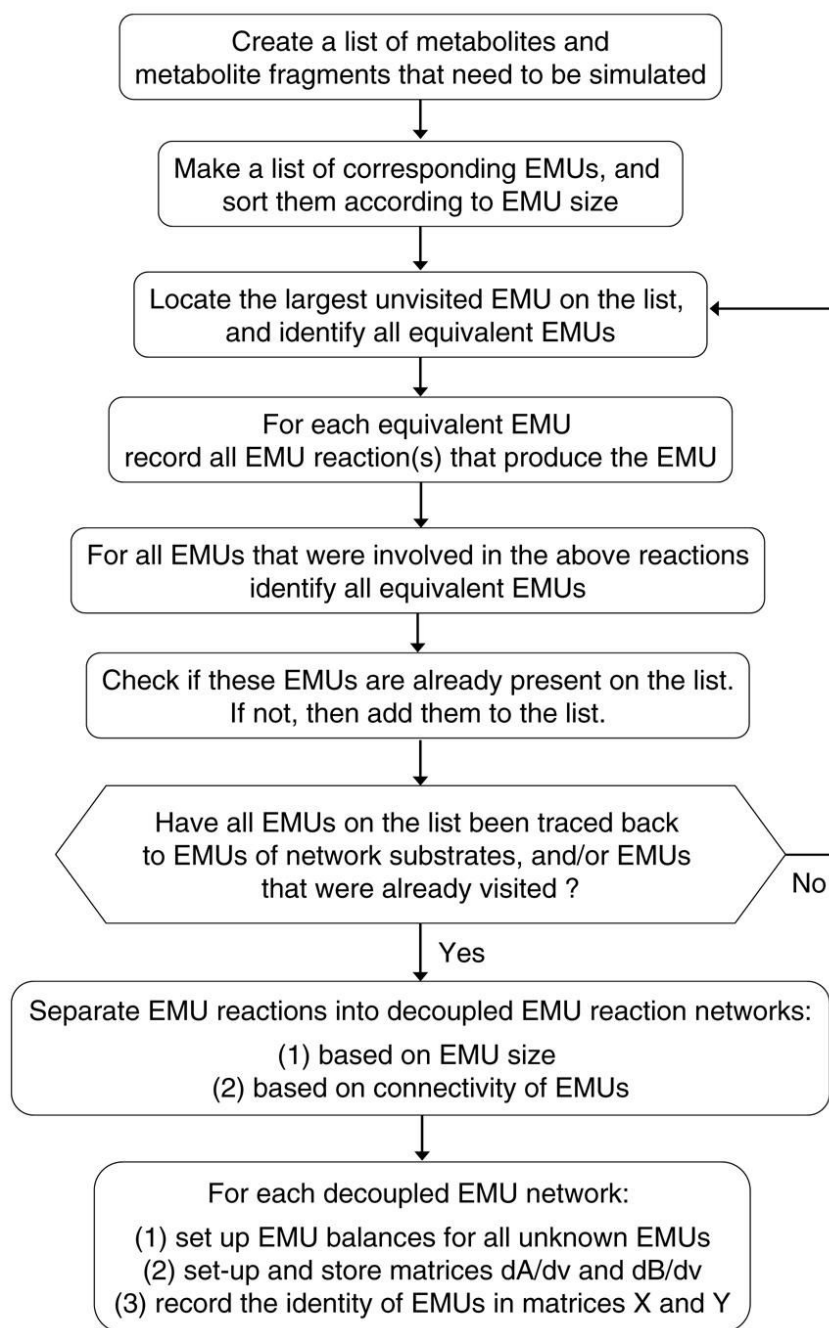 Create a list of metabolites and
metabolite fragments that need to be simulated
Make a list of corresponding EMUs, and
sort them according to EMU size
Locate the largest unvisited EMU on the list,
and identify all equivalent EMUs
For each equivalent EMU
record all EMU reaction(s) that produce the EMU
For all EMUs that were involved in the above reactions
identify all equivalent EMUs
Check if these EMUs are already present on the list.
If not, then add them to the list.
Have all EMUs on the list been traced back
to EMUs of network substrates, and/or EMUs
that were already visited ?
No
Yes
Separate EMU reactions into decoupled EMU reaction networks:
(1) based on EMU size
(2) based on connectivity of EMUs
For each decoupled EMU network:
(1) set up EMU balances for all unknown EMUs
(2) set-up and store matrices dA/dv and dB/dv
(3) record the identity of EMUs in matrices X and Y